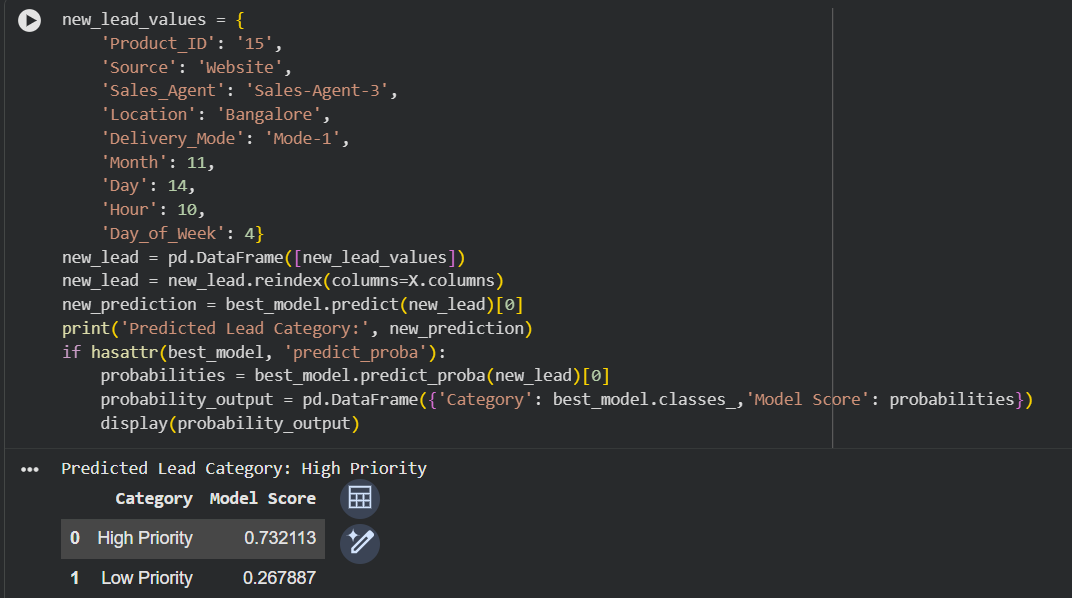 new_lead_values = {
    'Product_ID': '15',
    'Source': 'Website',
    'Sales_Agent': 'Sales-Agent-3',
    'Location': 'Bangalore',
    'Delivery_Mode': 'Mode-1',
    'Month': 11,
    'Day': 14,
    'Hour': 10,
    'Day_of_Week': 4}
new_lead = pd.DataFrame([new_lead_values])
new_lead = new_lead.reindex(columns=X.columns)
new_prediction = best_model.predict(new_lead)[0]
print('Predicted Lead Category:', new_prediction)
if hasattr(best_model, 'predict_proba'):
    probabilities = best_model.predict_proba(new_lead)[0]
    probability_output = pd.DataFrame({'Category': best_model.classes_,'Model Score': probabilities})
    display(probability_output)
Predicted Lead Category: High Priority
Category Model Score
0 High Priority 0.732113
1 Low Priority 0.267887